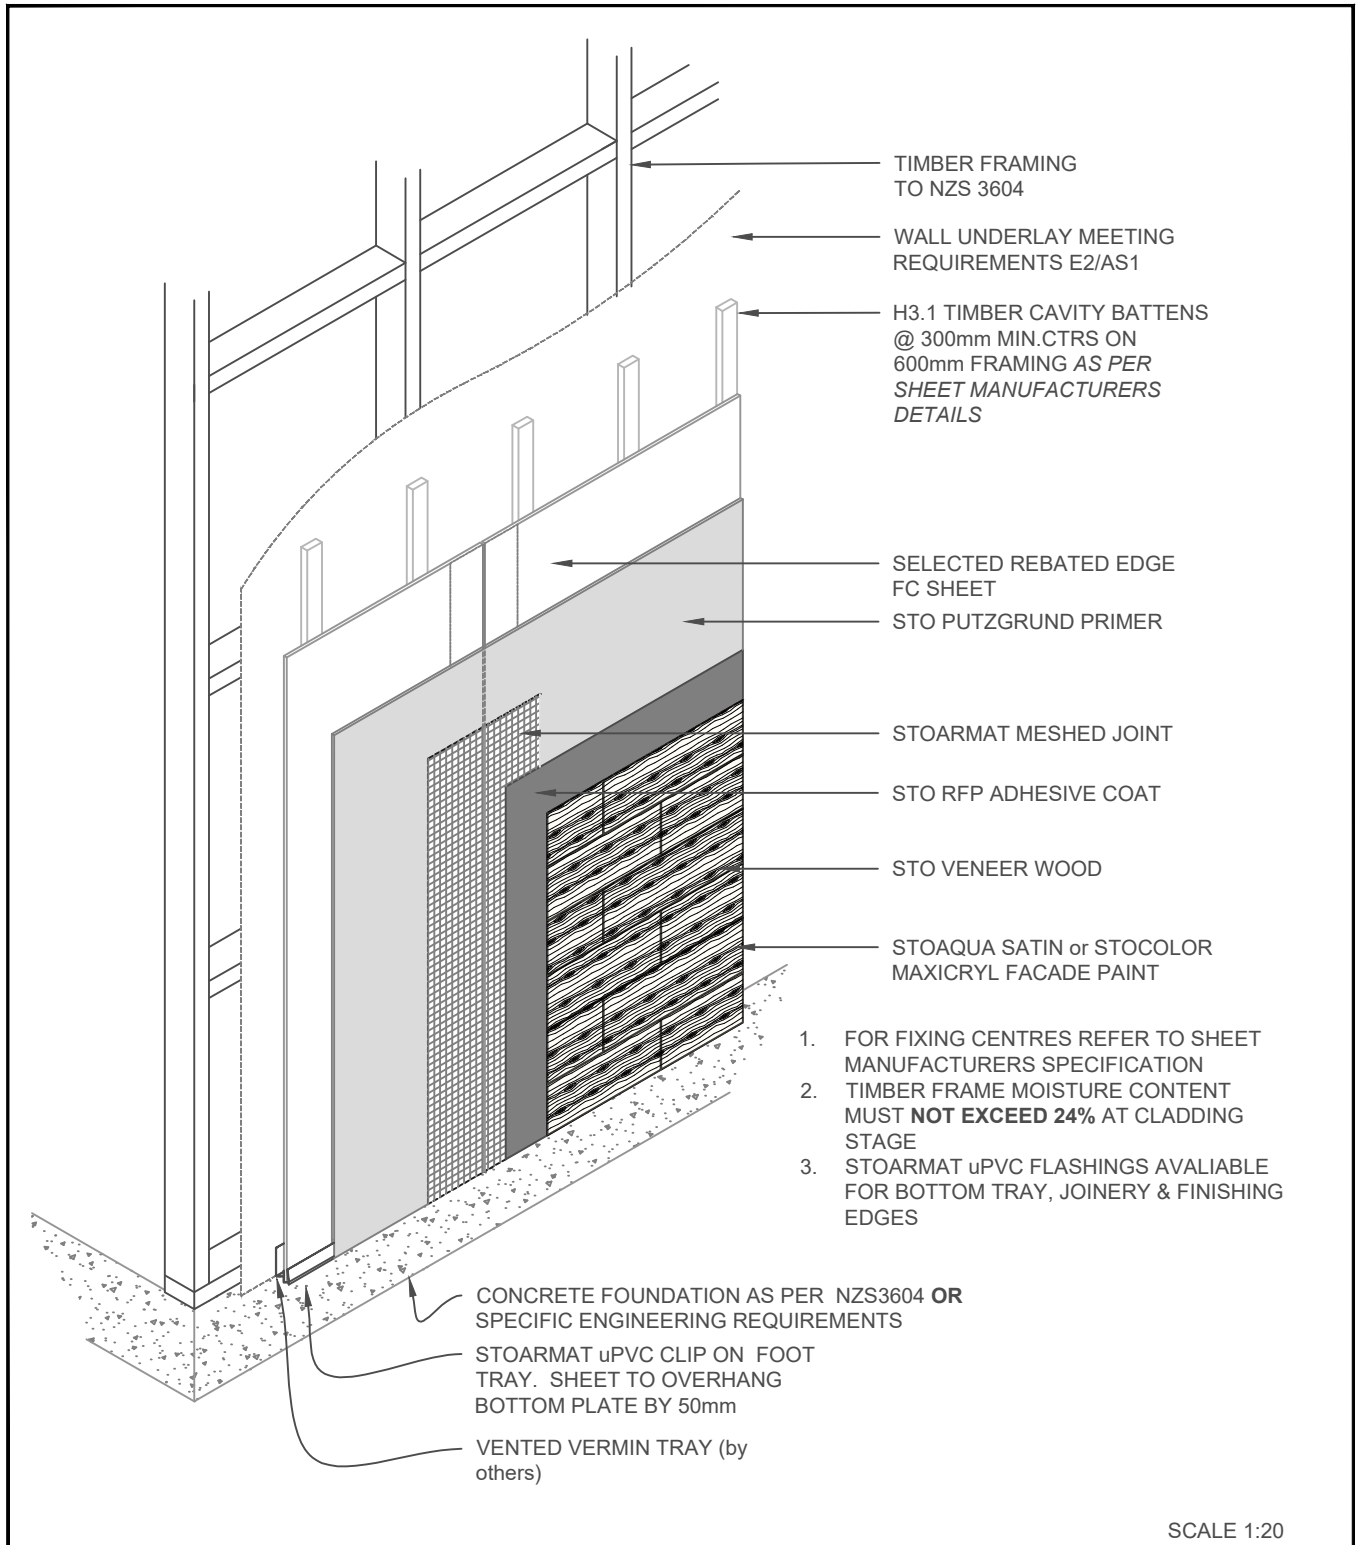 TIMBER FRAMING
TO NZS 3604
WALL UNDERLAY MEETING
REQUIREMENTS E2/AS1
H3.1 TIMBER CAVITY BATTENS
@ 300mm MIN.CTRS ON
600mm FRAMING AS PER
SHEET MANUFACTURERS
DETAILS
SELECTED REBATED EDGE
FC SHEET
STO PUTZGRUND PRIMER
STOARMAT MESHED JOINT
STO RFP ADHESIVE COAT
STO VENEER WOOD
STOAQUA SATIN or STOCOLOR
MAXICRYL FACADE PAINT
1. FOR FIXING CENTRES REFER TO SHEET
MANUFACTURERS SPECIFICATION
2. TIMBER FRAME MOISTURE CONTENT
MUST NOT EXCEED 24% AT CLADDING
STAGE
3. STOARMAT uPVC FLASHINGS AVALIABLE
FOR BOTTOM TRAY, JOINERY & FINISHING
EDGES
CONCRETE FOUNDATION AS PER NZS3604 OR
SPECIFIC ENGINEERING REQUIREMENTS
STOARMAT uPVC CLIP ON FOOT
TRAY. SHEET TO OVERHANG
BOTTOM PLATE BY 50mm
VENTED VERMIN TRAY (by
others)
SCALE 1:20